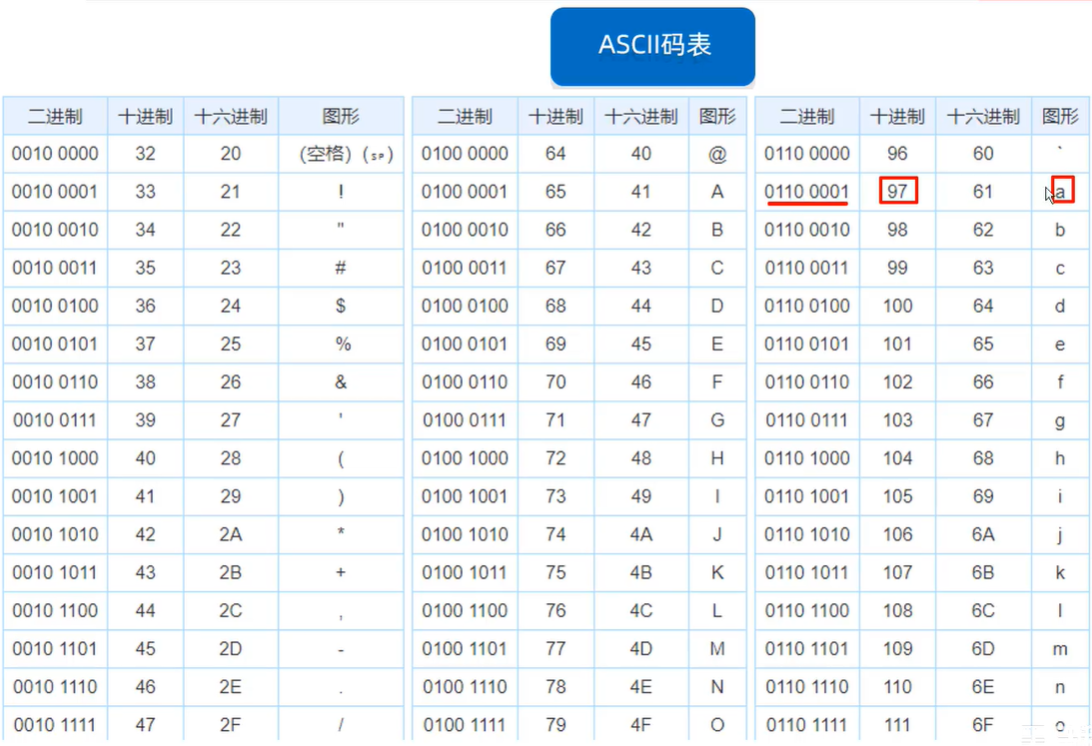 ASCII码表
二进制 十进制 十六进制 图形 二进制 十进制 十六进制 图形 二进制 十进制 十六进制 图形
0010 0000 32 20 (空格) (SP) 0100 0000 64 40 @ 0110 0000 96 60 `
0010 0001 33 21 ! 0100 0001 65 41 A 0110 0001 97 61 a
0010 0010 34 22 " 0100 0010 66 42 B 0110 0010 98 62 b
0010 0011 35 23 # 0100 0011 67 43 C 0110 0011 99 63 c
0010 0100 36 24 $ 0100 0100 68 44 D 0110 0100 100 64 d
0010 0101 37 25 % 0100 0101 69 45 E 0110 0101 101 65 e
0010 0110 38 26 & 0100 0110 70 46 F 0110 0110 102 66 f
0010 0111 39 27 ' 0100 0111 71 47 G 0110 0111 103 67 g
0010 1000 40 28 ( 0100 1000 72 48 H 0110 1000 104 68 h
0010 1001 41 29 ) 0100 1001 73 49 I 0110 1001 105 69 i
0010 1010 42 2A * 0100 1010 74 4A J 0110 1010 106 6A j
0010 1011 43 2B + 0100 1011 75 4B K 0110 1011 107 6B k
0010 1100 44 2C , 0100 1100 76 4C L 0110 1100 108 6C l
0010 1101 45 2D - 0100 1101 77 4D M 0110 1101 109 6D m
0010 1110 46 2E . 0100 1110 78 4E N 0110 1110 110 6E n
0010 1111 47 2F / 0100 1111 79 4F O 0110 1111 111 6F o